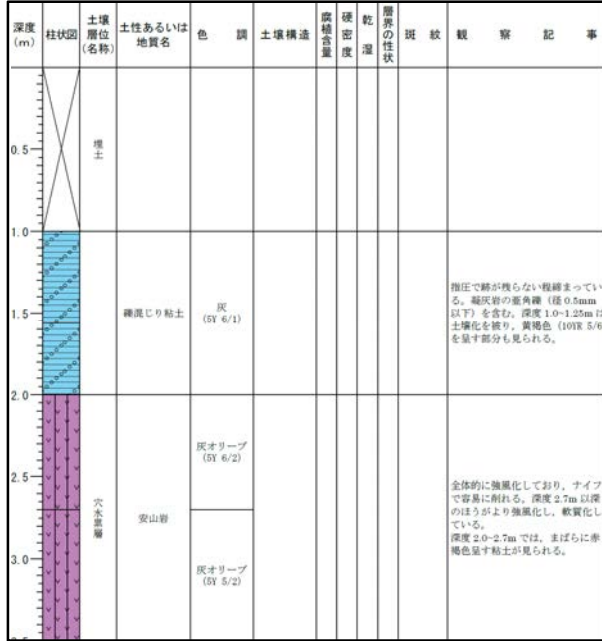 深度
(m)
柱状図
土壌
層位
(名称)
土性あるいは
地質名
色 調
土壌構造
腐植含量
硬密度
乾湿
層界の性状
斑 紋
観 察 記 事
0.5
埋土
1.0
1.5
礫混じり粘土
灰
(5Y 6/1)
指圧で跡が残らない程締まってい
る。凝灰岩の亜角礫（径 0.5mm
以下）を含む。深度 1.0~1.25m は
土壌化を被り，黄褐色（10YR 5/6
を呈す部分も見られる。
2.0
灰オリーブ
(5Y 6/2)
2.5
穴水累層
安山岩
全体的に強風化しており，ナイフ
で容易に削れる。深度 2.7m 以深
のほうがより強風化し，軟質化し
ている。
深度 2.0~2.7m では，まばらに赤
褐色呈す粘土が見られる。
3.0
灰オリーブ
(5Y 5/2)